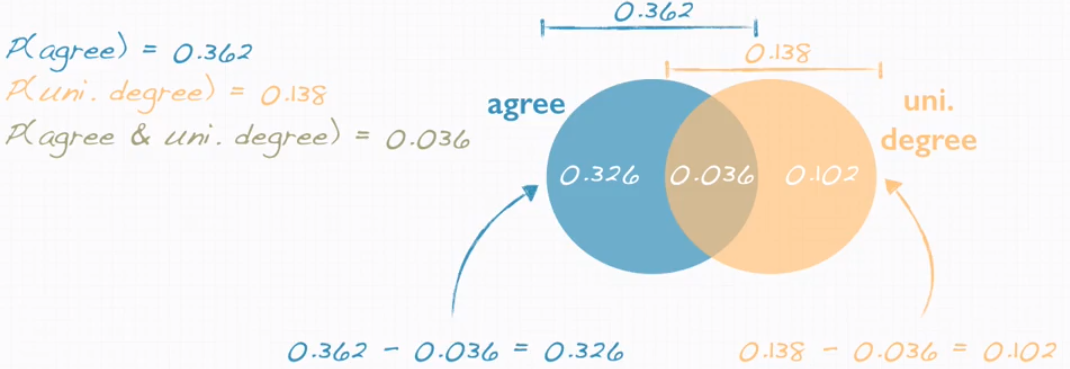 0.362
P(agree) = 0.362
0.138
P(uni. degree) = 0.138
agree
uni.
degree
P(agree & uni. degree) = 0.036
0.326
0.036
0.102
0.362 - 0.036 = 0.326
0.138 - 0.036 = 0.102